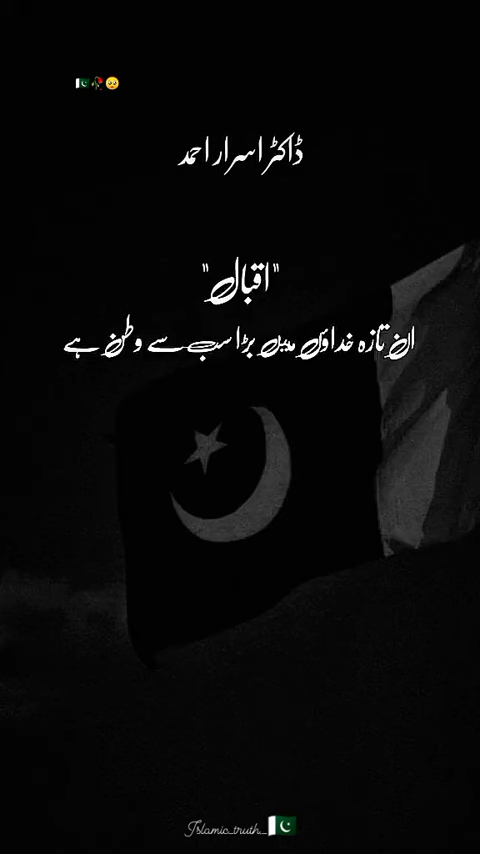 🇵🇰🥀🥺
ڈاکٹر اسرار احمد
"اقبال"
ان تازہ خداؤں میں بڑا سب سے وطن ہے
Islamic_truth_🇵🇰